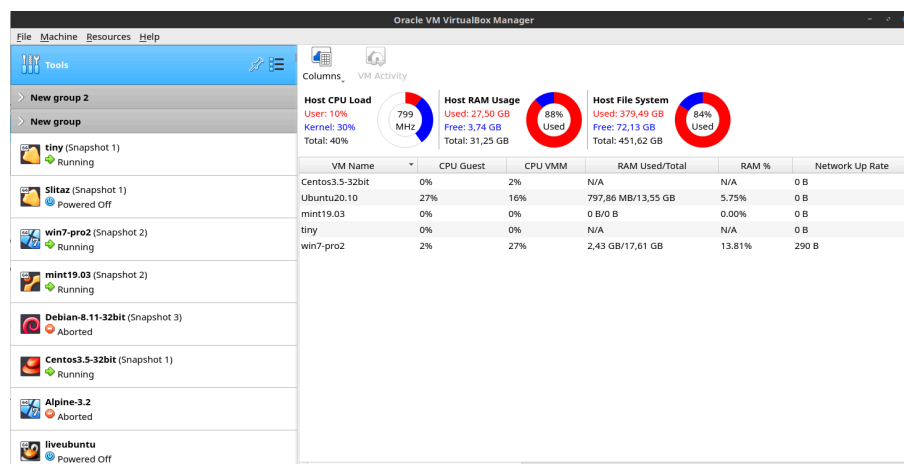 Oracle VM VirtualBox Manager
File Machine Resources Help
Tools
New group 2
New group
tiny (Snapshot 1)
Running
Slitaz (Snapshot 1)
Powered Off
win7-pro2 (Snapshot 2)
Running
mint19.03 (Snapshot 2)
Running
Debian-8.11-32bit (Snapshot 3)
Aborted
Centos3.5-32bit (Snapshot 1)
Running
Alpine-3.2
Aborted
liveubuntu
Powered Off
Columns VM Activity
Host CPU Load
User: 10%
Kernel: 30%
Total: 40%
799
MHz
Host RAM Usage
Used: 27,50 GB
Free: 3,74 GB
Total: 31,25 GB
88%
Used
Host File System
Used: 379,49 GB
Free: 72,13 GB
Total: 451,62 GB
84%
Used
VM Name CPU Guest CPU VMM RAM Used/Total RAM % Network Up Rate
Centos3.5-32bit 0% 2% N/A N/A 0 B
Ubuntu20.10 27% 16% 797,86 MB/13,55 GB 5.75% 0 B
mint19.03 0% 0% 0 B/0 B 0.00% 0 B
tiny 0% 0% N/A N/A 0 B
win7-pro2 2% 27% 2,43 GB/17,61 GB 13.81% 290 B